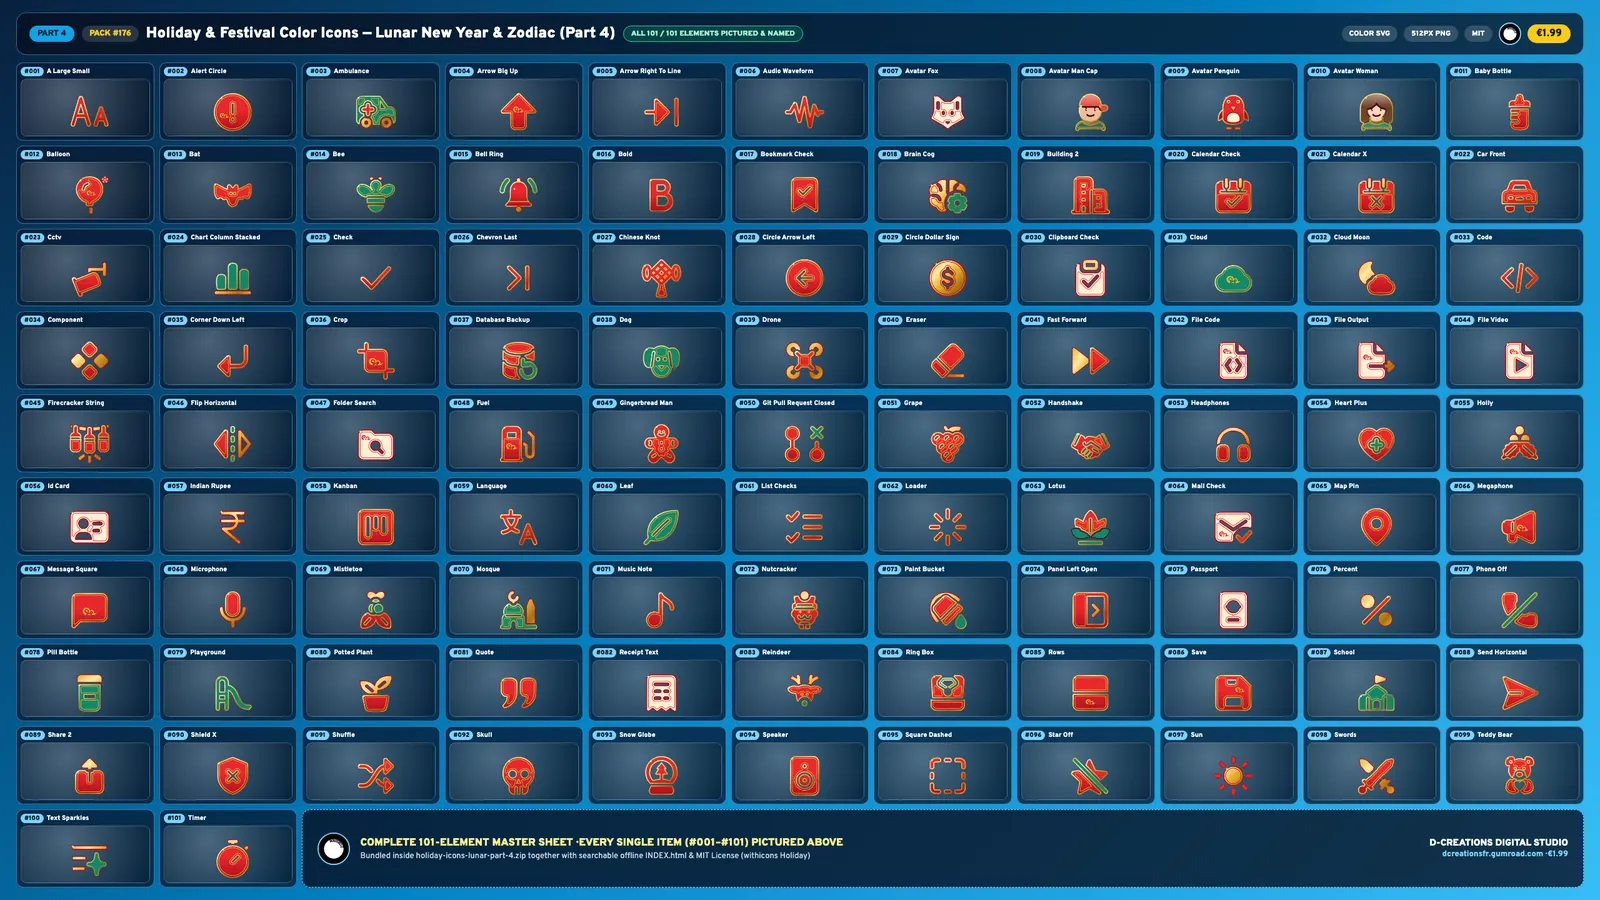 PART 4 PACK #176 Holiday & Festival Color Icons – Lunar New Year & Zodiac (Part 4) ALL 101 / 101 ELEMENTS PICTURED & NAMED COLOR SVG 512PX PNG MIT €1.99
#001 A Large Small #002 Alert Circle #003 Ambulance #004 Arrow Big Up #005 Arrow Right To Line #006 Audio Waveform #007 Avatar Fox #008 Avatar Man Cap #009 Avatar Penguin #010 Avatar Woman #011 Baby Bottle
#012 Balloon #013 Bat #014 Bee #015 Bell Ring #016 Bold #017 Bookmark Check #018 Brain Cog #019 Building 2 #020 Calendar Check #021 Calendar X #022 Car Front
#023 Cctv #024 Chart Column Stacked #025 Check #026 Chevron Last #027 Chinese Knot #028 Circle Arrow Left #029 Circle Dollar Sign #030 Clipboard Check #031 Cloud #032 Cloud Moon #033 Code
#034 Component #035 Corner Down Left #036 Crop #037 Database Backup #038 Dog #039 Drone #040 Eraser #041 Fast Forward #042 File Code #043 File Output #044 File Video
#045 Firecracker String #046 Flip Horizontal #047 Folder Search #048 Fuel #049 Gingerbread Man #050 Git Pull Request Closed #051 Grape #052 Handshake #053 Headphones #054 Heart Plus #055 Holly
#056 Id Card #057 Indian Rupee #058 Kanban #059 Language #060 Leaf #061 List Checks #062 Loader #063 Lotus #064 Mail Check #065 Map Pin #066 Megaphone
#067 Message Square #068 Microphone #069 Mistletoe #070 Mosque #071 Music Note #072 Nutcracker #073 Paint Bucket #074 Panel Left Open #075 Passport #076 Percent #077 Phone Off
#078 Pill Bottle #079 Playground #080 Potted Plant #081 Quote #082 Receipt Text #083 Reindeer #084 Ring Box #085 Rows #086 Save #087 School #088 Send Horizontal
#089 Share 2 #090 Shield X #091 Shuffle #092 Skull #093 Snow Globe #094 Speaker #095 Square Dashed #096 Star Off #097 Sun #098 Swords #099 Teddy Bear
#100 Text Sparkles #101 Timer
COMPLETE 101-ELEMENT MASTER SHEET · EVERY SINGLE ITEM (#001–#101) PICTURED ABOVE
Bundled inside holiday-icons-lunar-part-4.zip together with searchable offline INDEX.html & MIT License (withicons Holiday)
D-CREATIONS DIGITAL STUDIO
dcreationsfr.gumroad.com · €1.99